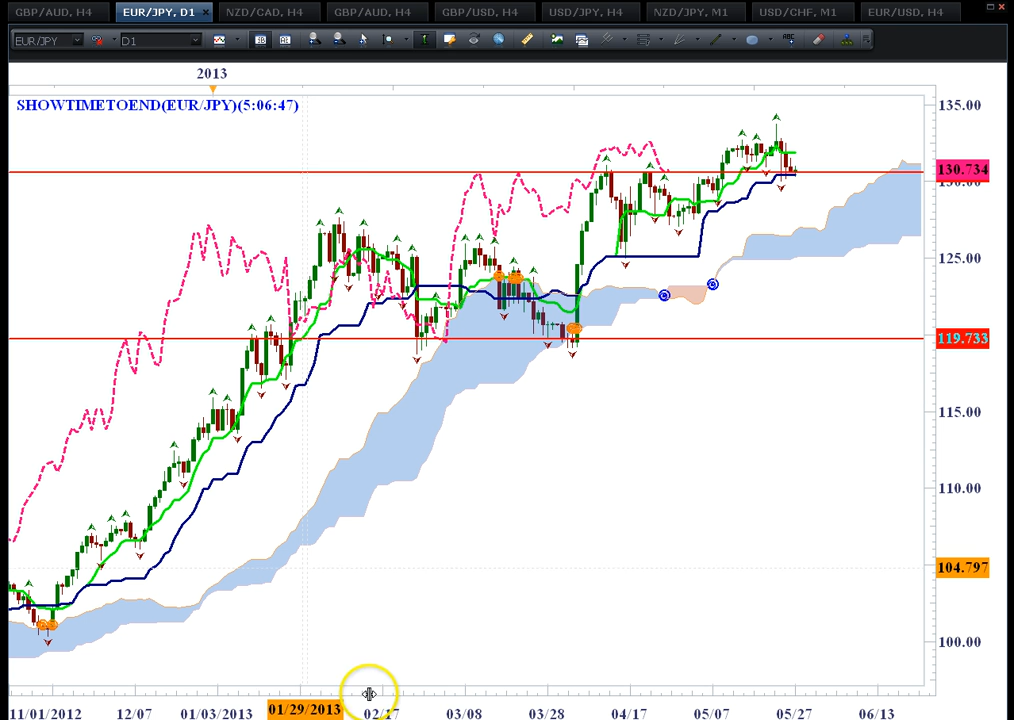 GBP/AUD, H4 EUR/JPY, D1 NZD/CAD, H4 GBP/AUD, H4 GBP/USD, H4 USD/JPY, H4 NZD/JPY, M1 USD/CHF, M1 EUR/USD, H4
EUR/JPY D1 ABC
2013
SHOWTIMETOEND(EUR/JPY)(5:06:47)
135.00
130.734
130.00
125.00
119.733
115.00
110.00
104.797
100.00
11/01/2012 12/07 01/03/2013 01/29/2013 02/17 03/08 03/28 04/17 05/07 05/27 06/13